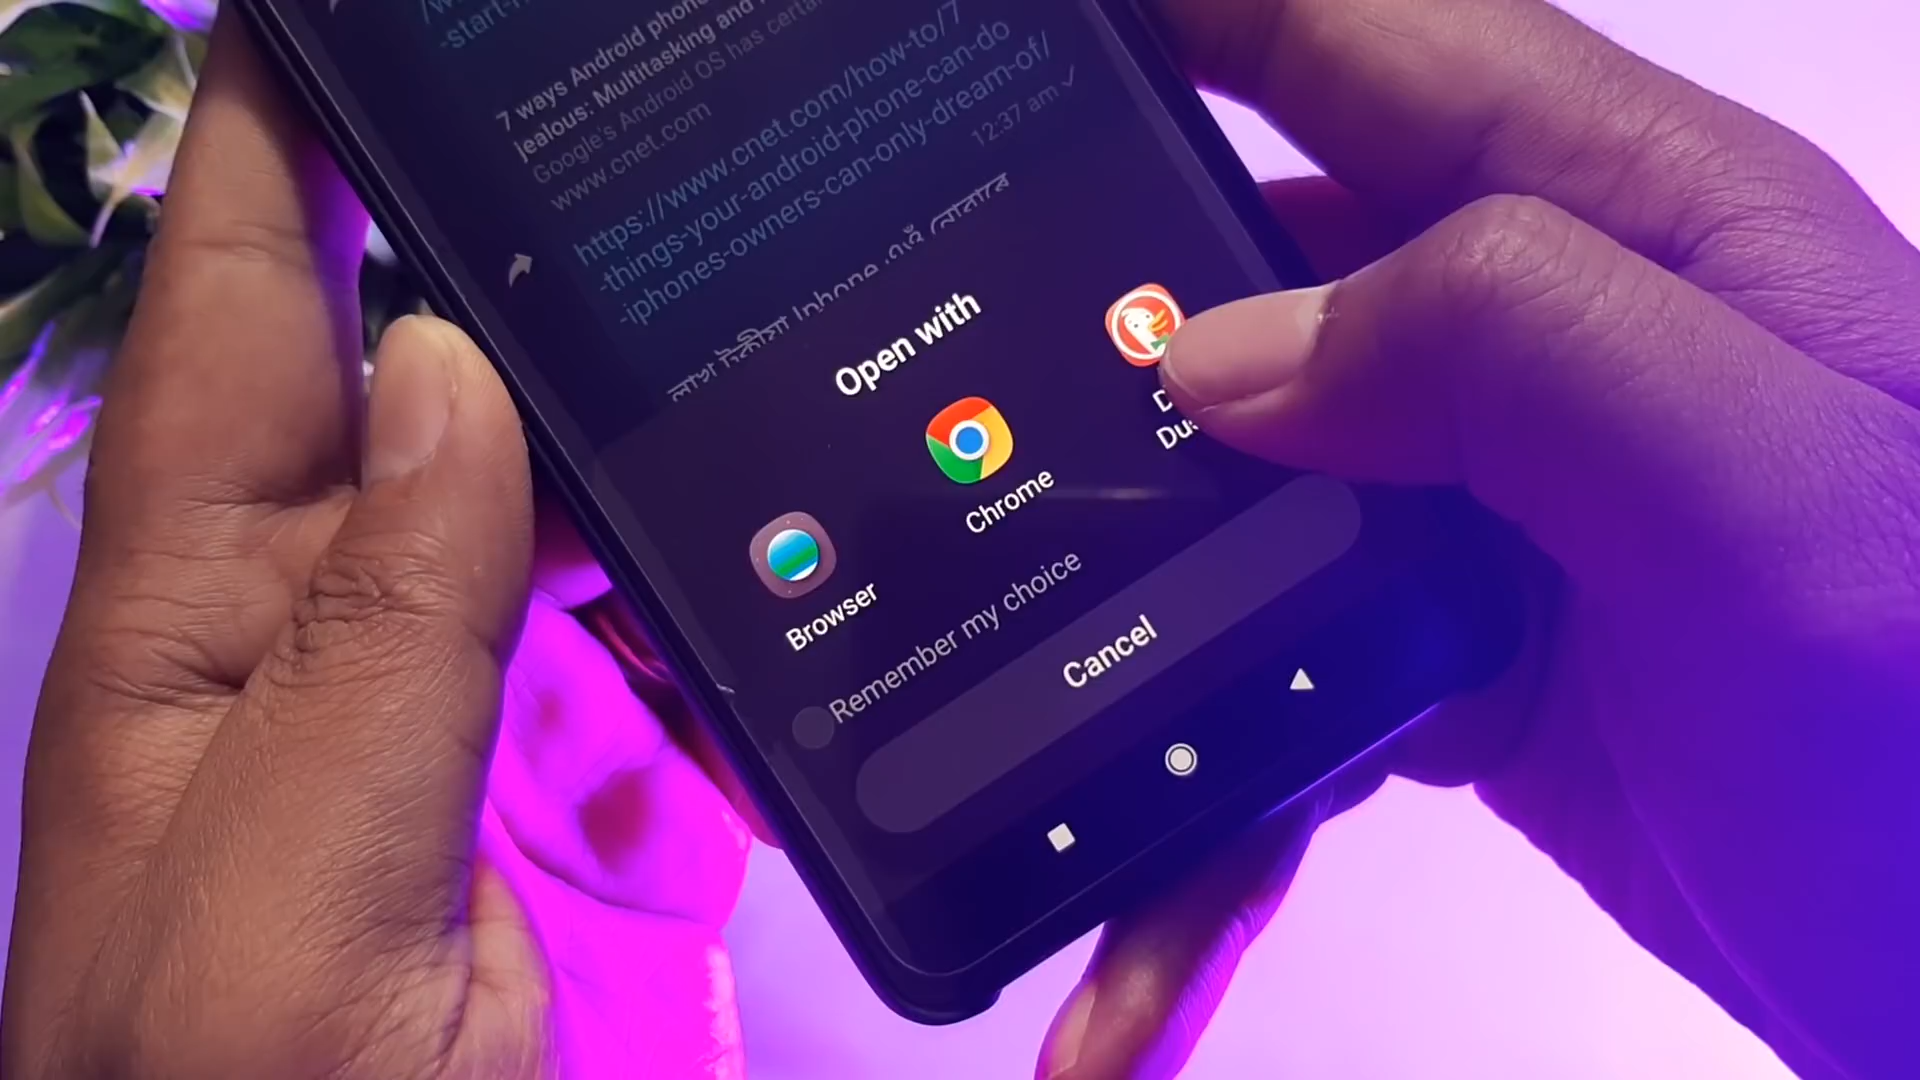 -start-
7 ways Android phone
jealous: Multitasking and
Google's Android OS has certa
www.cnet.com
https://www.cnet.com/how-to/7
-things-your-android-phone-can-do
-iphones-owners-can-only-dream-of/
12:37 am
Open with
Browser
Chrome
D
Du
Remember my choice
Cancel